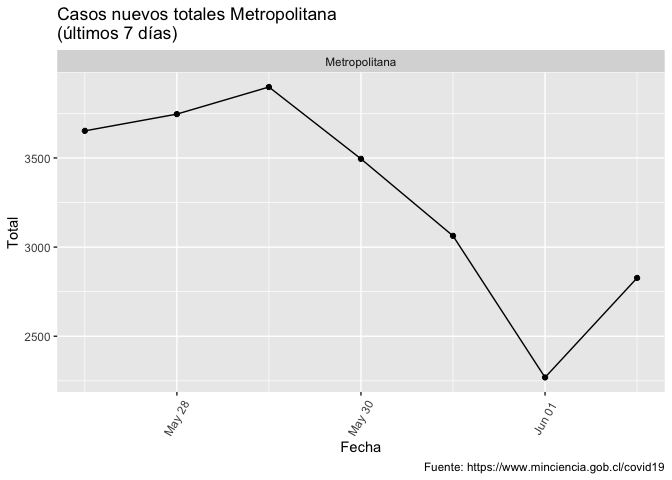 Casos nuevos totales Metropolitana
(últimos 7 días)
Metropolitana
3500
3000
2500
Total
May 28
May 30
Jun 01
Fecha
Fuente: https://www.minciencia.gob.cl/covid19